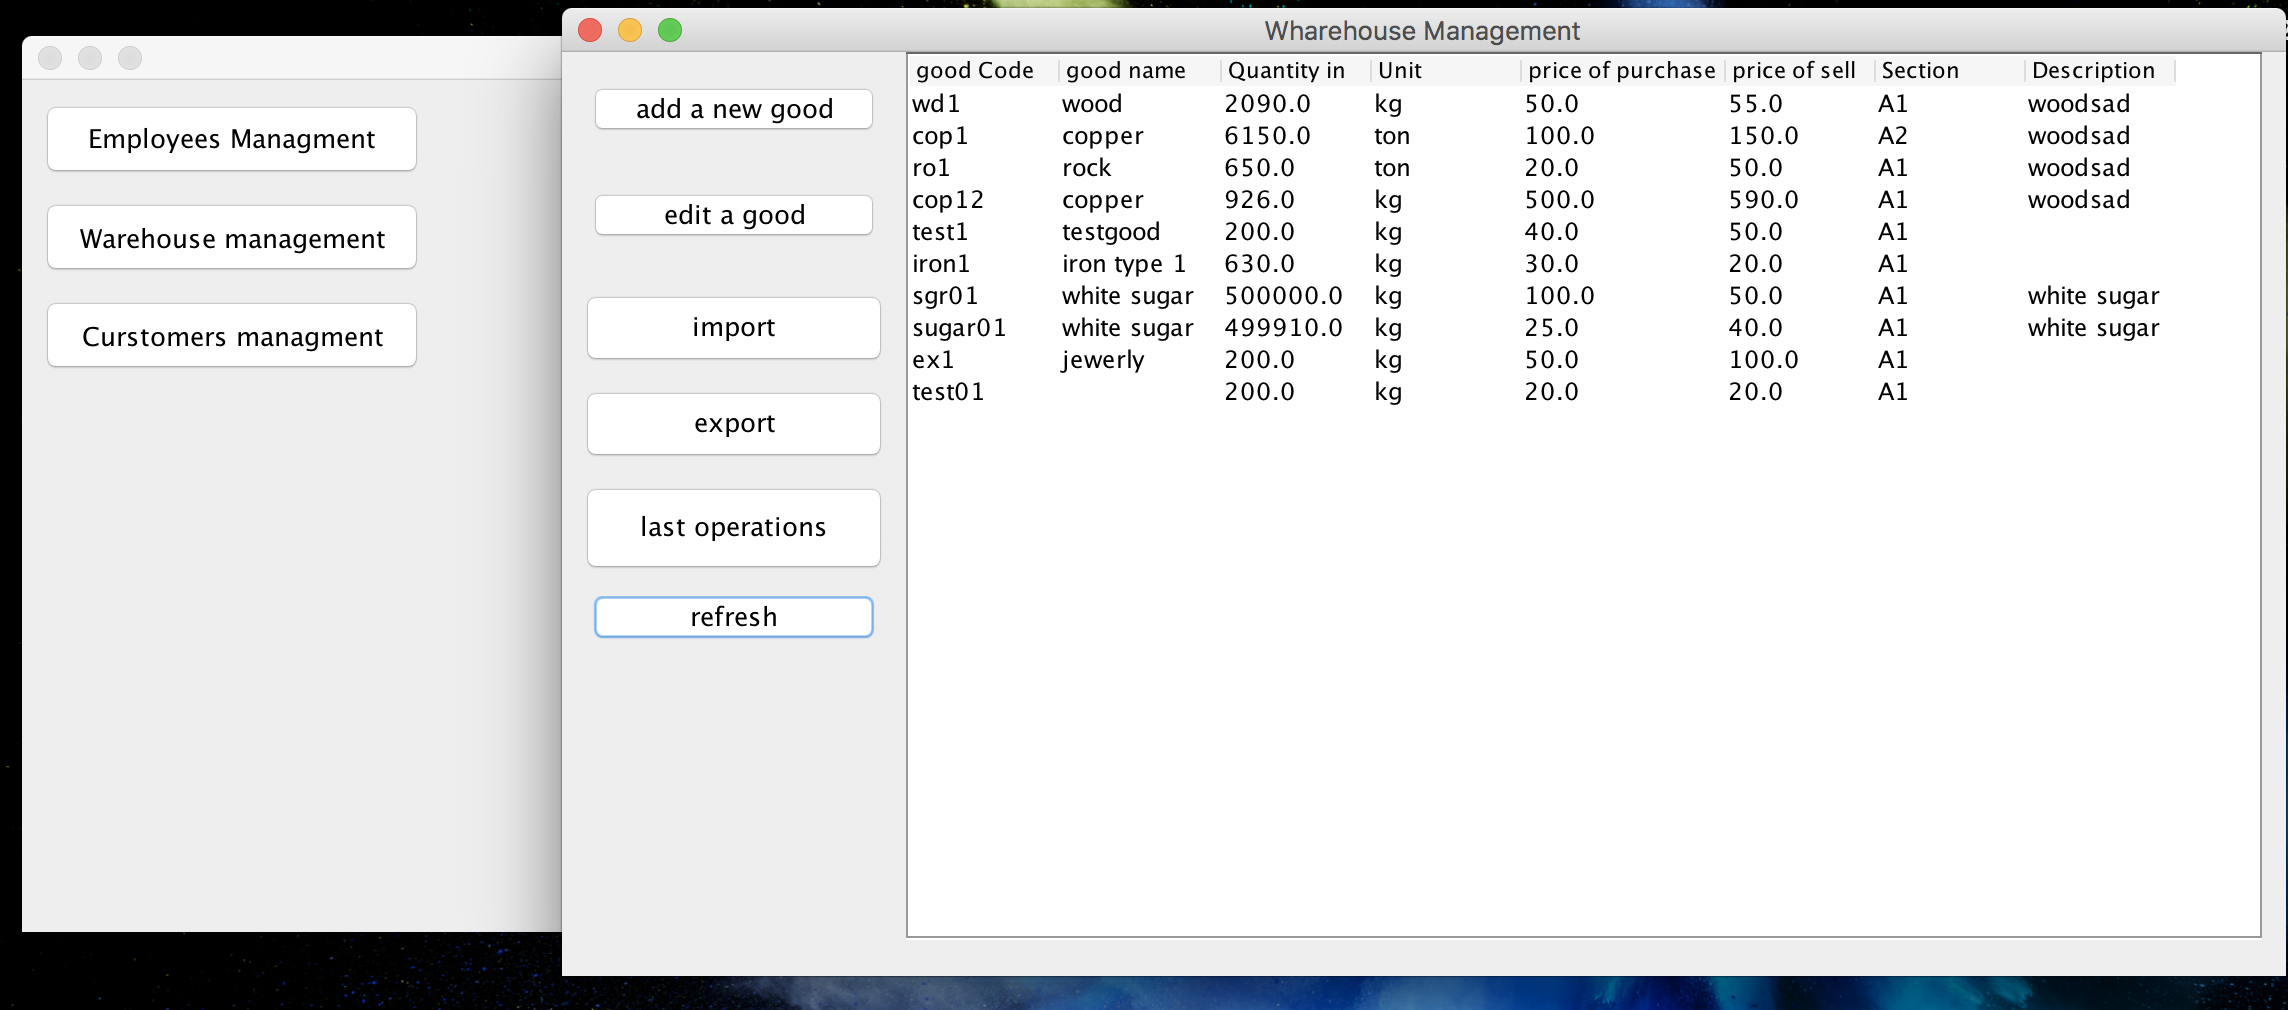 Wharehouse Management
Employees Managment
Warehouse management
Curstomers managment
add a new good
edit a good
import
export
last operations
refresh
good Code good name Quantity in Unit price of purchase price of sell Section Description
wd1 wood 2090.0 kg 50.0 55.0 A1 woodsad
cop1 copper 6150.0 ton 100.0 150.0 A2 woodsad
ro1 rock 650.0 ton 20.0 50.0 A1 woodsad
cop12 copper 926.0 kg 500.0 590.0 A1 woodsad
test1 testgood 200.0 kg 40.0 50.0 A1
iron1 iron type 1 630.0 kg 30.0 20.0 A1
sgr01 white sugar 500000.0 kg 100.0 50.0 A1 white sugar
sugar01 white sugar 499910.0 kg 25.0 40.0 A1 white sugar
ex1 jewerly 200.0 kg 50.0 100.0 A1
test01 200.0 kg 20.0 20.0 A1